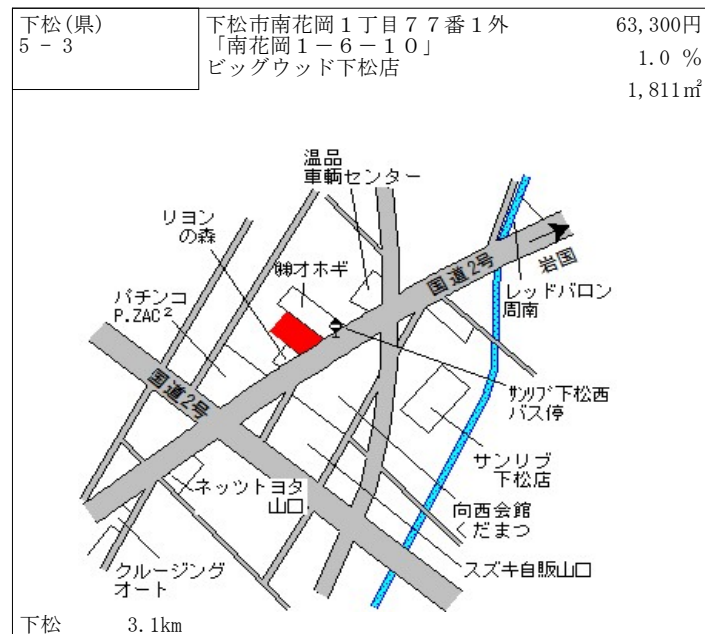 下松(県)
5 - 3
下松市南花岡１丁目７７番１外
「南花岡１－６－１０」
ビッグウッド下松店
63,300円
1.0 %
1,811㎡
温品
車輌センター
リヨン
の森
㈱オホギ
国道2号
岩国
パチンコ
P.ZAC²
レッドバロン
周南
国道2号
ｻﾝﾘﾌﾞ下松西
バス停
サンリブ
下松店
ネッツトヨタ
山口
向西会館
くだまつ
スズキ自販山口
クルージング
オート
下松 3.1km